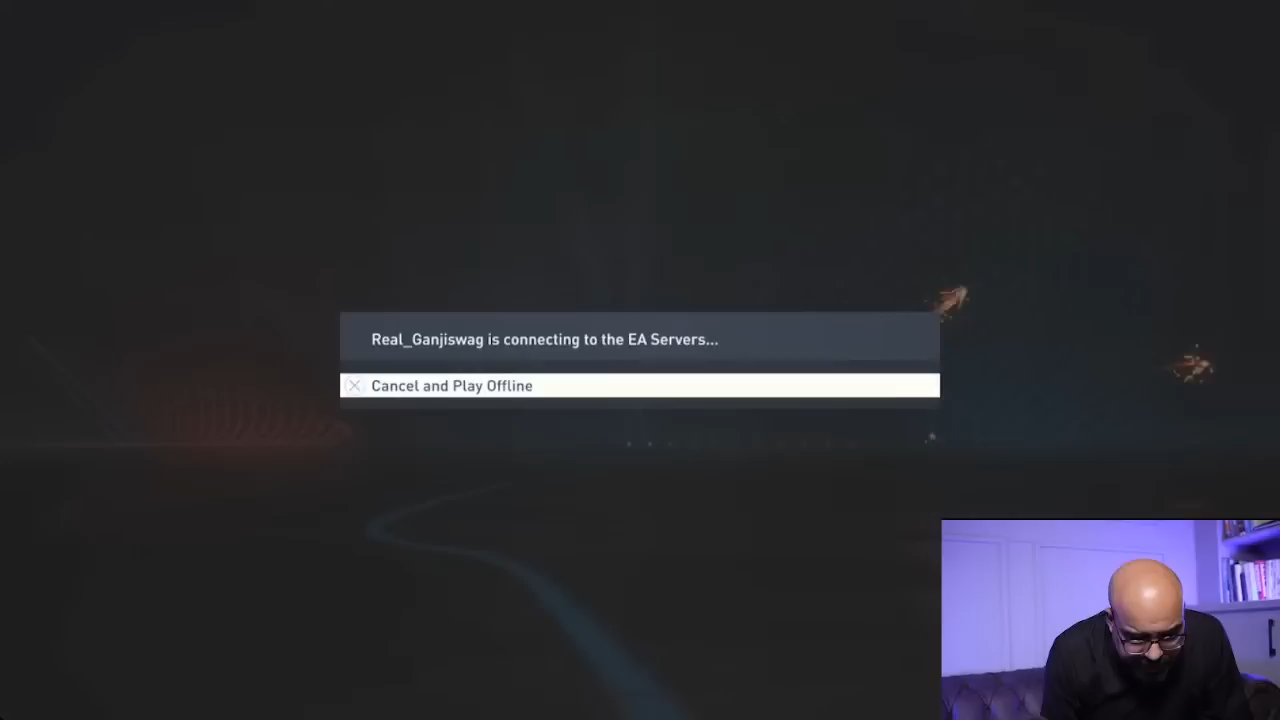 Real_Ganjiswag is connecting to the EA Servers...
Cancel and Play Offline